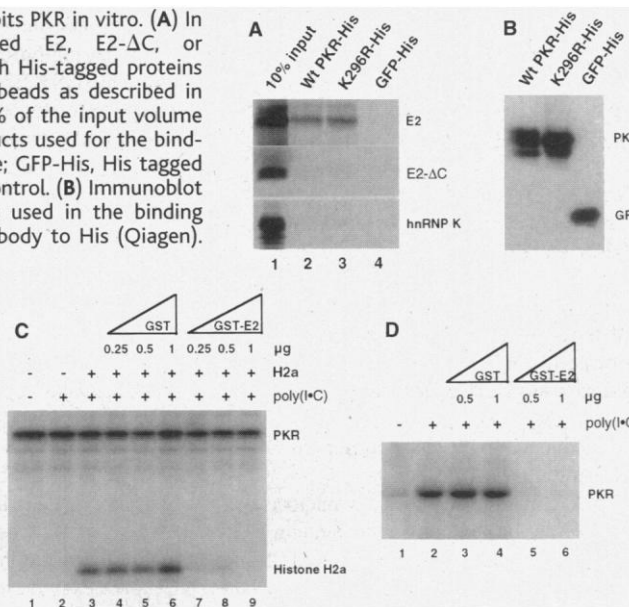 bits PKR in vitro. (A) In
ed E2, E2-ΔC, or
h His-tagged proteins
beads as described in
% of the input volume
ucts used for the bind-
e; GFP-His, His tagged
ontrol. (B) Immunoblot
used in the binding
body to His (Qiagen).
A
10% input
Wt PKR-His
K296R-His
GFP-His
E2
E2-ΔC
hnRNP K
1 2 3 4
B
Wt PKR-His
K296R-His
GFP-His
PK
GF
C
GST GST-E2
0.25 0.5 1 0.25 0.5 1 µg
- - + + + + + + + H2a
- + + + + + + + + poly(I•C)
PKR
Histone H2a
1 2 3 4 5 6 7 8 9
D
GST GST-E2
0.5 1 0.5 1 µg
- + + + + + poly(I•C
PKR
1 2 3 4 5 6